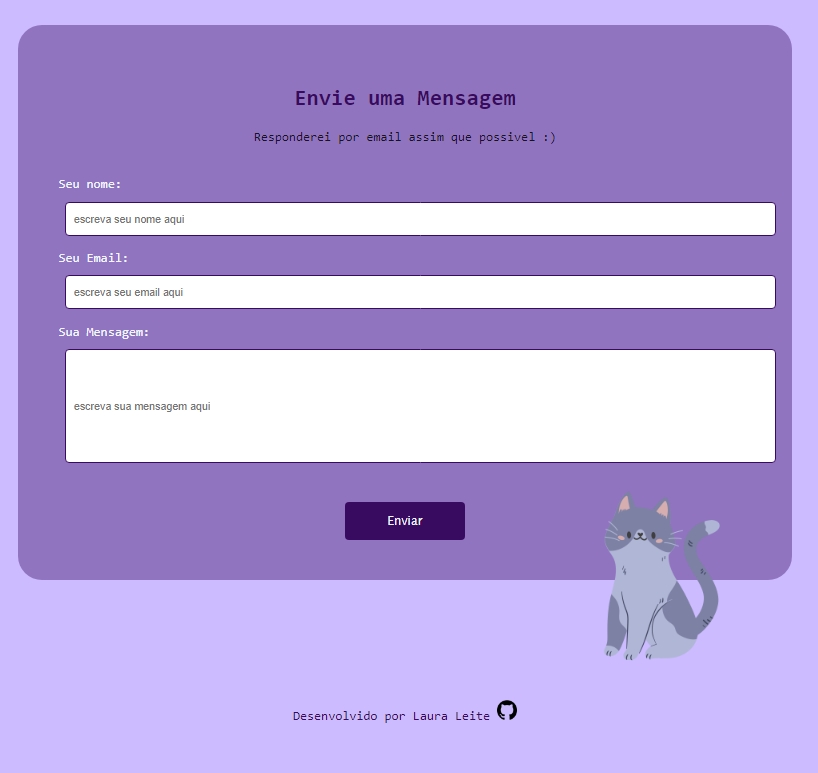 Envie uma Mensagem
Responderei por email assim que possivel :)
Seu nome:
escreva seu nome aqui
Seu Email:
escreva seu email aqui
Sua Mensagem:
escreva sua mensagem aqui
Enviar
Desenvolvido por Laura Leite